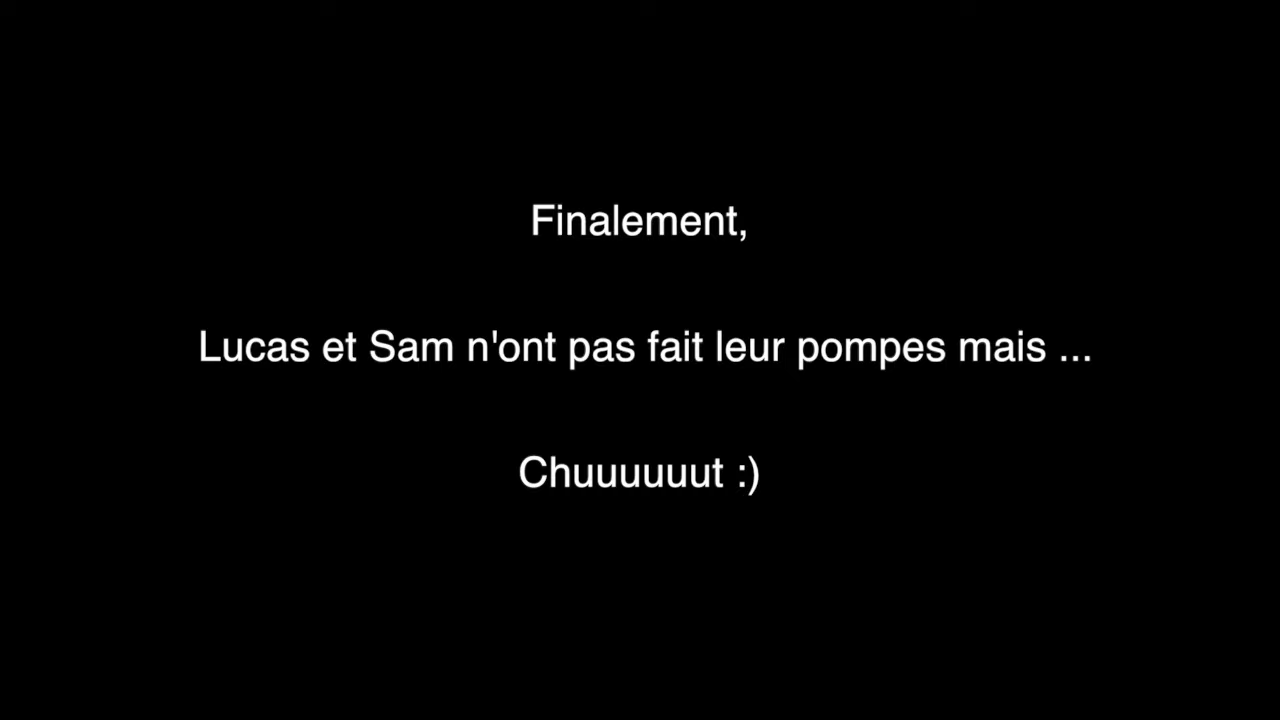 Finalement,
Lucas et Sam n'ont pas fait leur pompes mais ...
Chuuuuuut :)